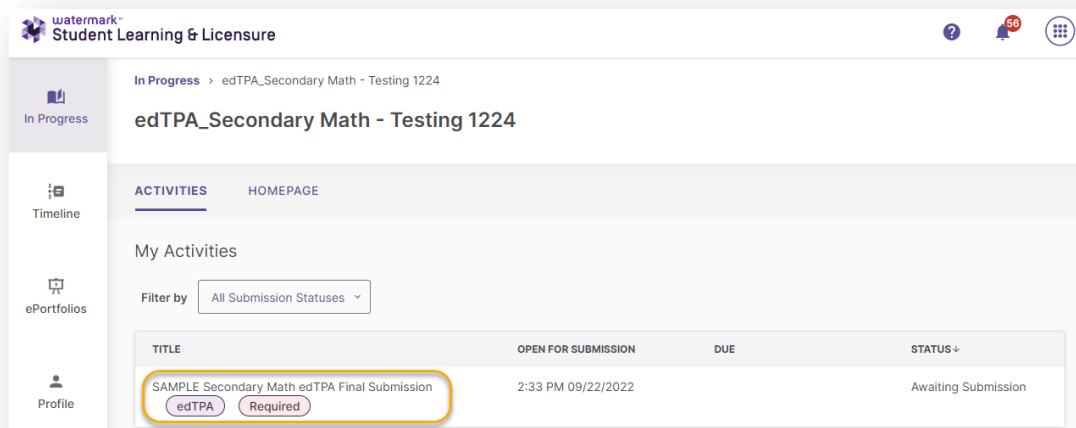 watermark™
Student Learning & Licensure
56
In Progress
Timeline
ePortfolios
Profile
In Progress > edTPA_Secondary Math - Testing 1224
edTPA_Secondary Math - Testing 1224
ACTIVITIES HOMEPAGE
My Activities
Filter by All Submission Statuses
TITLE OPEN FOR SUBMISSION DUE STATUS↓
SAMPLE Secondary Math edTPA Final Submission 2:33 PM 09/22/2022 Awaiting Submission
edTPA Required